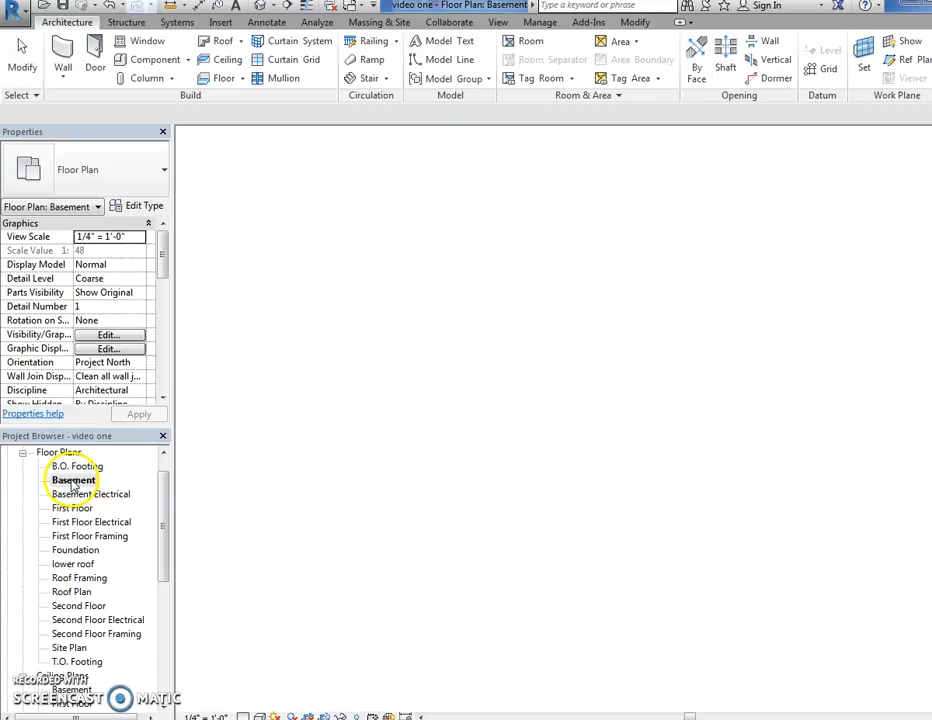 video one - Floor Plan: Basement
Type a keyword or phrase
Sign In
Architecture Structure Systems Insert Annotate Analyze Massing & Site Collaborate View Manage Add-Ins Modify
Modify
Wall
Door
Window
Component
Column
Roof
Ceiling
Floor
Curtain System
Curtain Grid
Mullion
Railing
Ramp
Stair
Model Text
Model Line
Model Group
Room
Room Separator
Tag Room
Area
Area Boundary
Tag Area
By Face
Shaft
Wall
Vertical
Dormer
Level
Grid
Set
Show
Ref Plan
Viewer
Select Build Circulation Model Room & Area Opening Datum Work Plane
Properties
Floor Plan
Floor Plan: Basement Edit Type
Graphics
View Scale 1/4" = 1'-0"
Scale Value 1: 48
Display Model Normal
Detail Level Coarse
Parts Visibility Show Original
Detail Number 1
Rotation on S... None
Visibility/Grap... Edit...
Graphic Displ... Edit...
Orientation Project North
Wall Join Disp... Clean all wall j...
Discipline Architectural
Show Hidden By Discipline
Properties help Apply
Project Browser - video one
Floor Plans
B.O. Footing
Basement
Basement Electrical
First Floor
First Floor Electrical
First Floor Framing
Foundation
lower roof
Roof Framing
Roof Plan
Second Floor
Second Floor Electrical
Second Floor Framing
Site Plan
T.O. Footing
Ceiling Plans
Basement
First Floor
RECORDED WITH
SCREENCAST MATIC
1/4" = 1'-0"